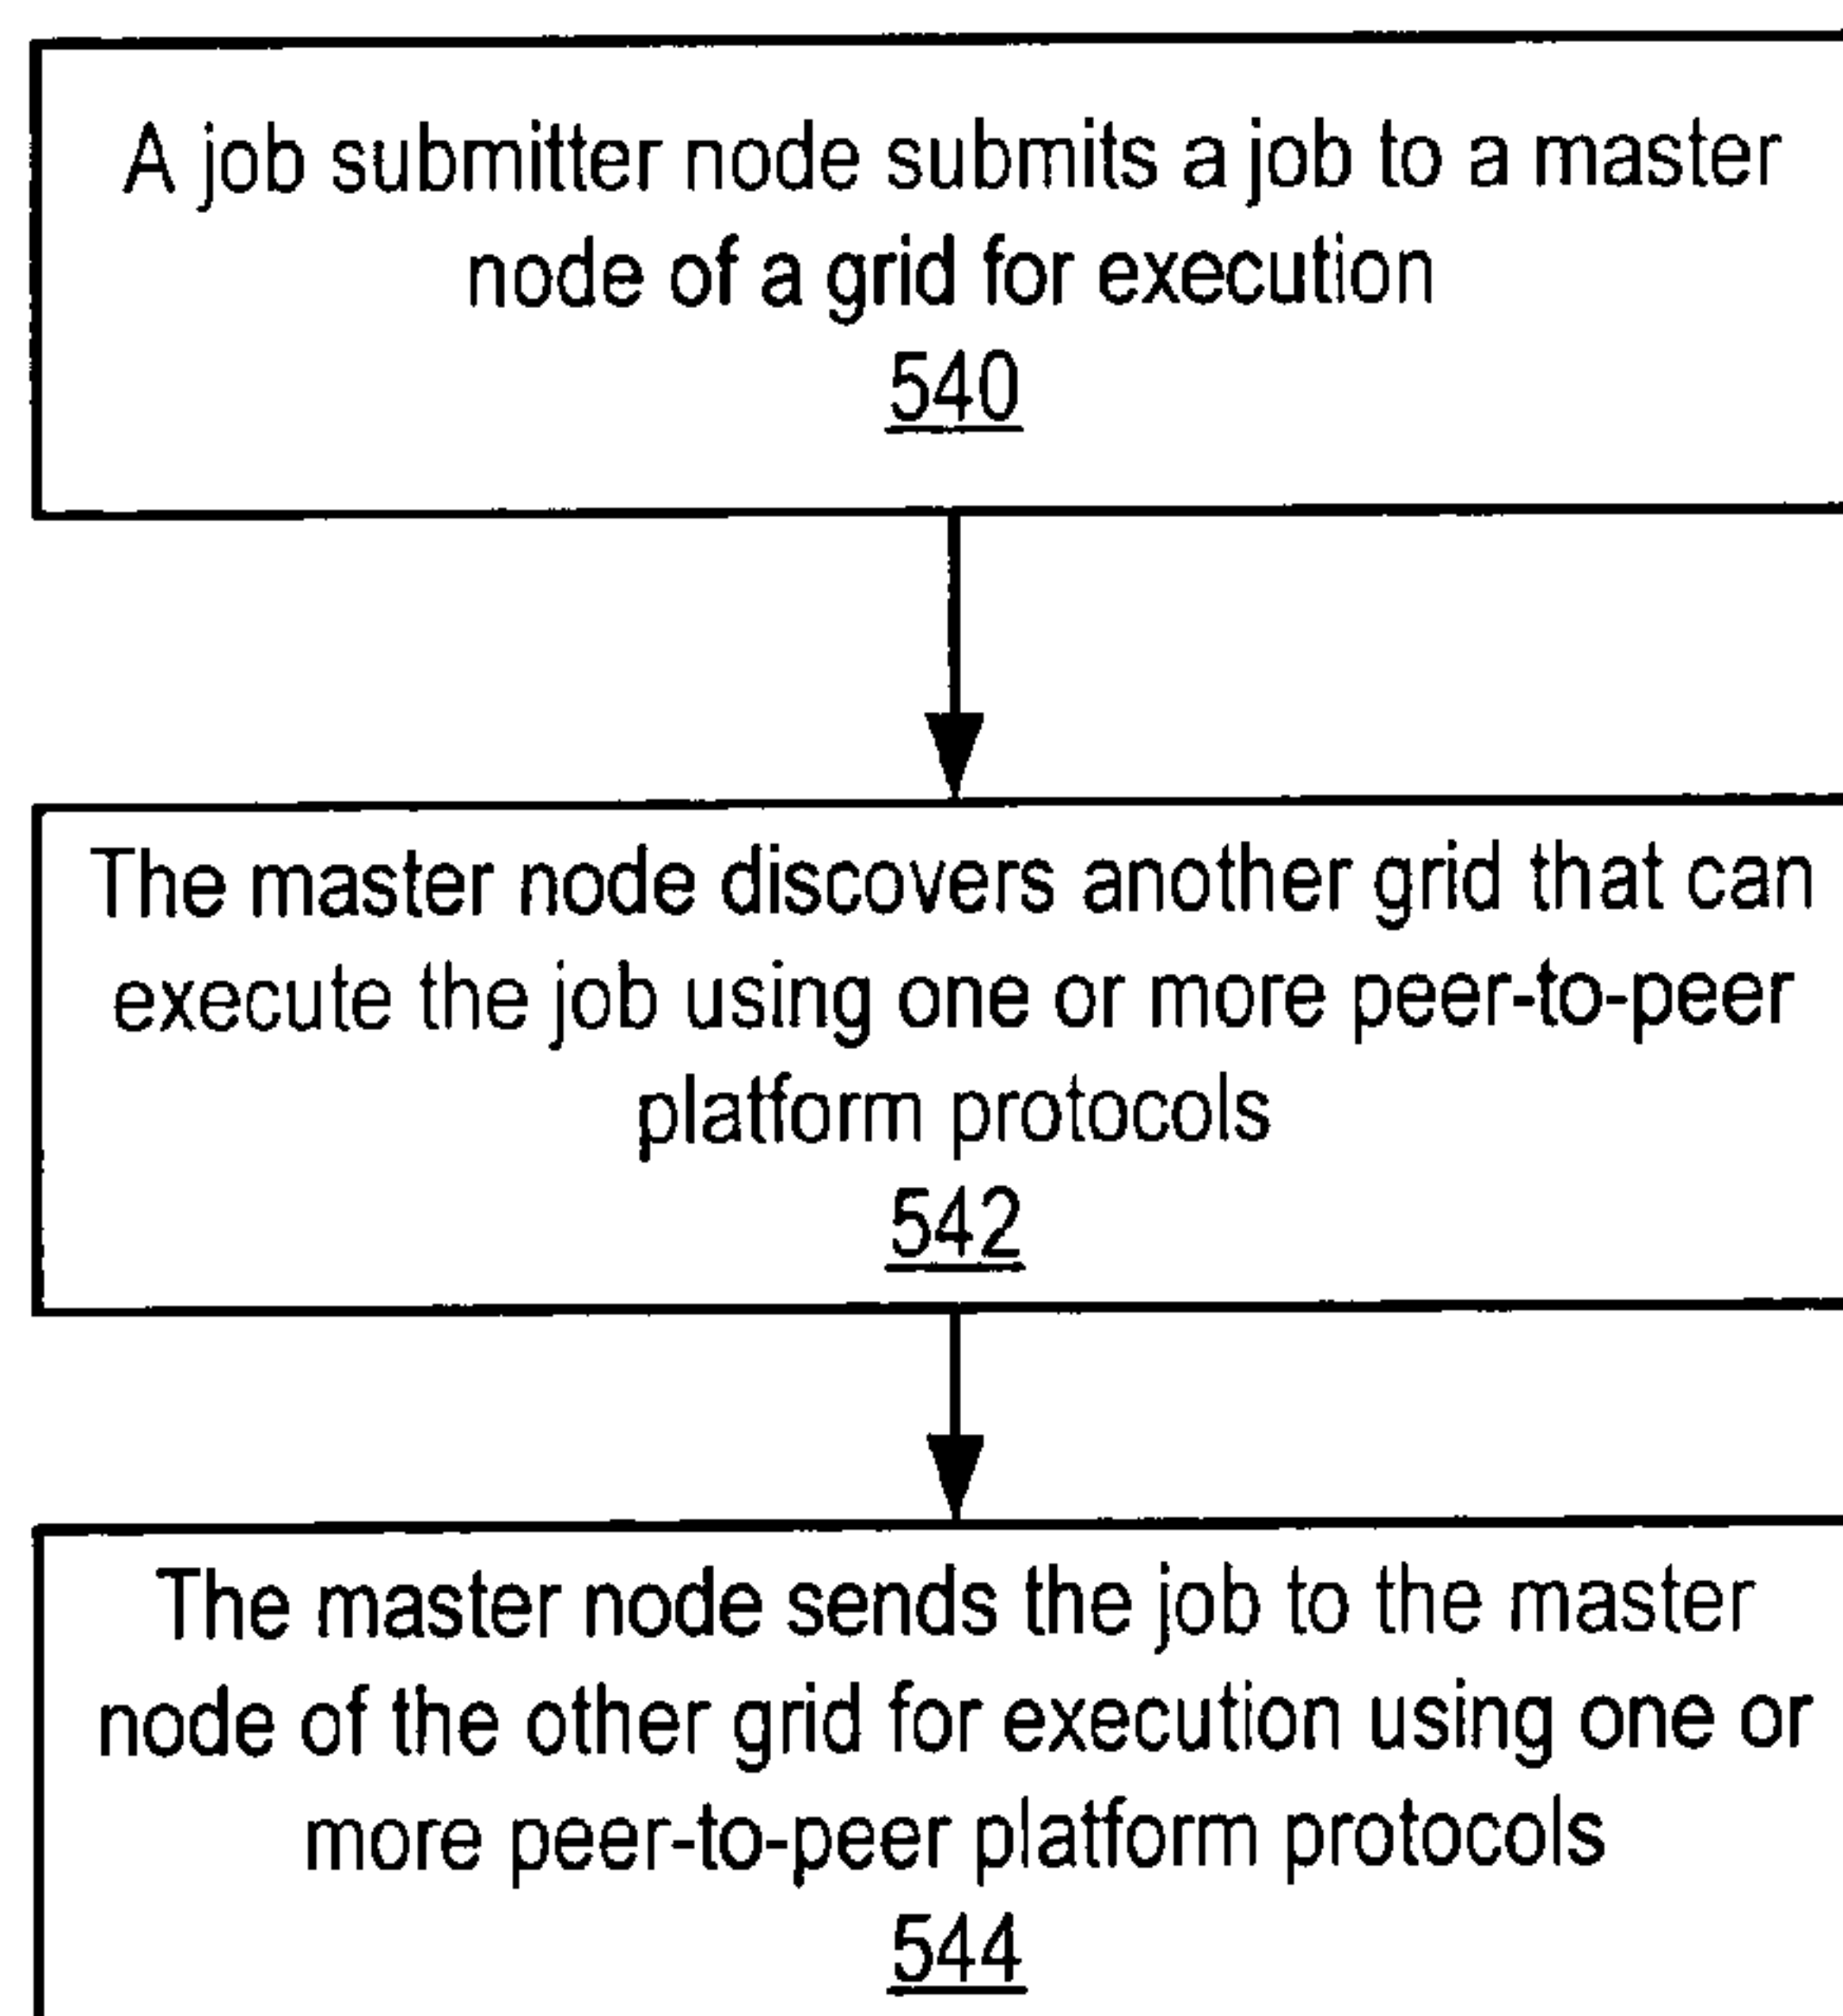 A job submitter node submits a job to a master
node of a grid for execution
540
The master node discovers another grid that can
execute the job using one or more peer-to-peer
platform protocols
542
The master node sends the job to the master
node of the other grid for execution using one or
more peer-to-peer platform protocols
544